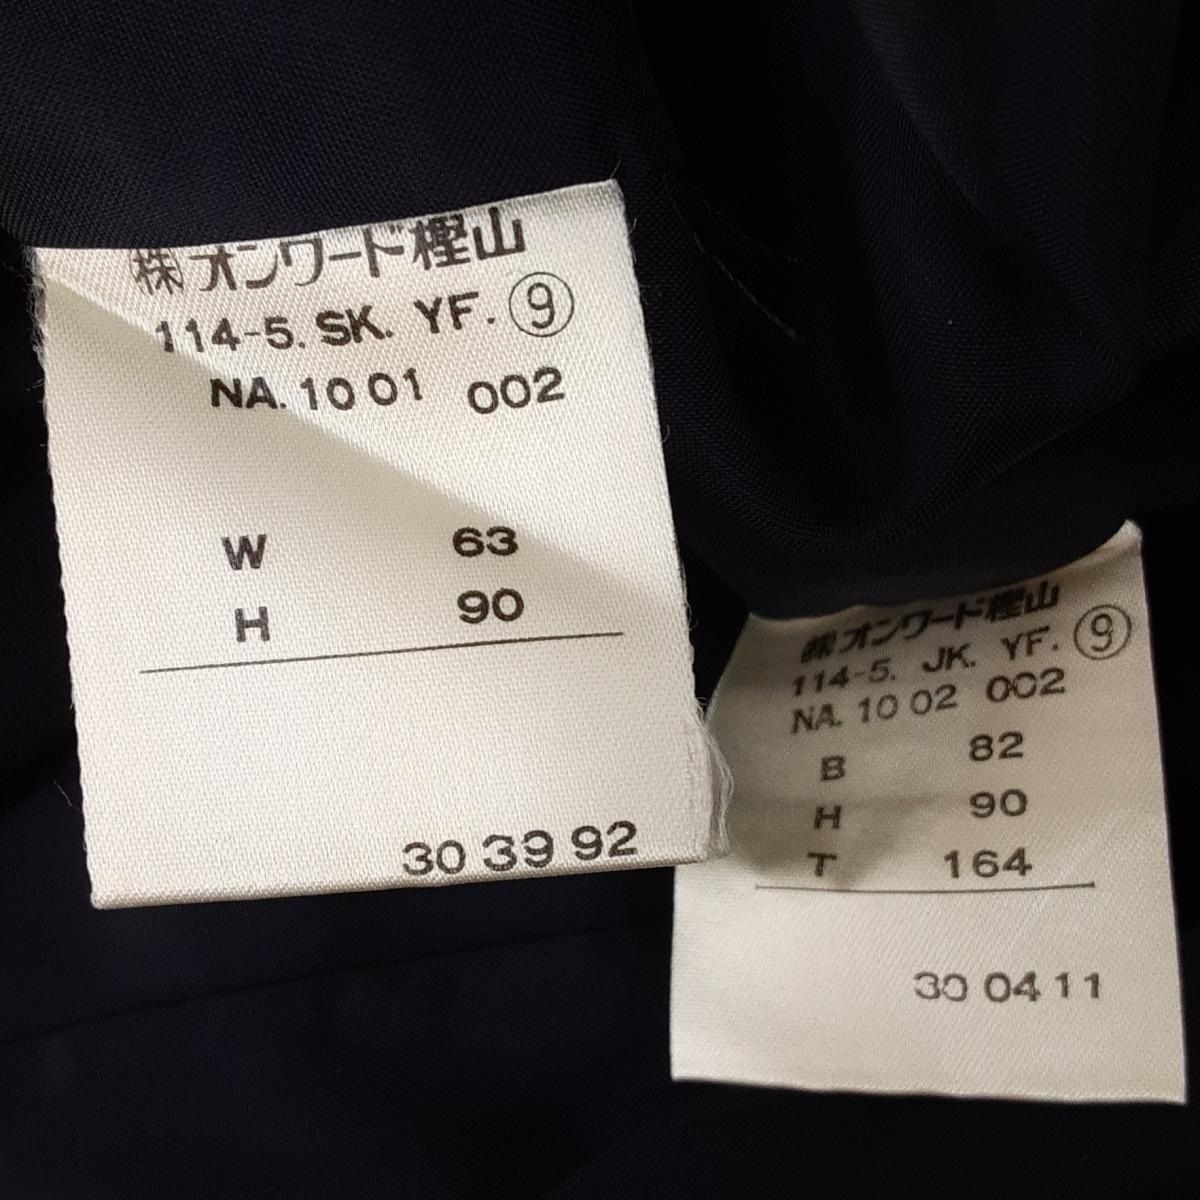 ㈱オンワード樫山
114-5. SK. YF. ⑨
NA. 10 01 002
W 63
H 90
30 39 92
㈱オンワード樫山
114-5. JK. YF. ⑨
NA. 10 02 002
B 82
H 90
T 164
30 04 11